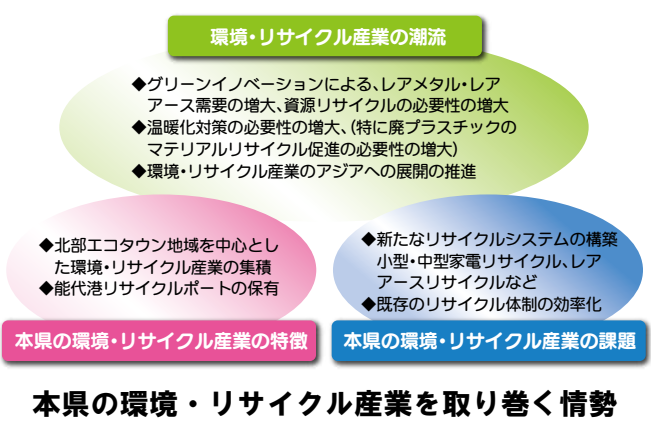 環境・リサイクル産業の潮流
◆グリーンイノベーションによる、レアメタル・レア
アース需要の増大、資源リサイクルの必要性の増大
◆温暖化対策の必要性の増大、(特に廃プラスチックの
マテリアルリサイクル促進の必要性の増大)
◆環境・リサイクル産業のアジアへの展開の推進
◆北部エコタウン地域を中心とし
た環境・リサイクル産業の集積
◆能代港リサイクルポートの保有
本県の環境・リサイクル産業の特徴
◆新たなリサイクルシステムの構築
小型・中型家電リサイクル、レア
アースリサイクルなど
◆既存のリサイクル体制の効率化
本県の環境・リサイクル産業の課題
本県の環境・リサイクル産業を取り巻く情勢